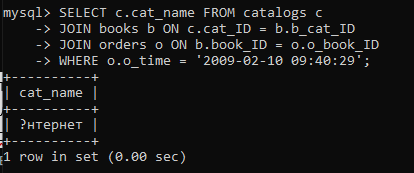 mysql> SELECT c.cat_name FROM catalogs c
    -> JOIN books b ON c.cat_ID = b.b_cat_ID
    -> JOIN orders o ON b.book_ID = o.o_book_ID
    -> WHERE o.o_time = '2009-02-10 09:40:29';
+----------+
| cat_name |
+----------+
| ?нтернет |
+----------+
1 row in set (0.00 sec)